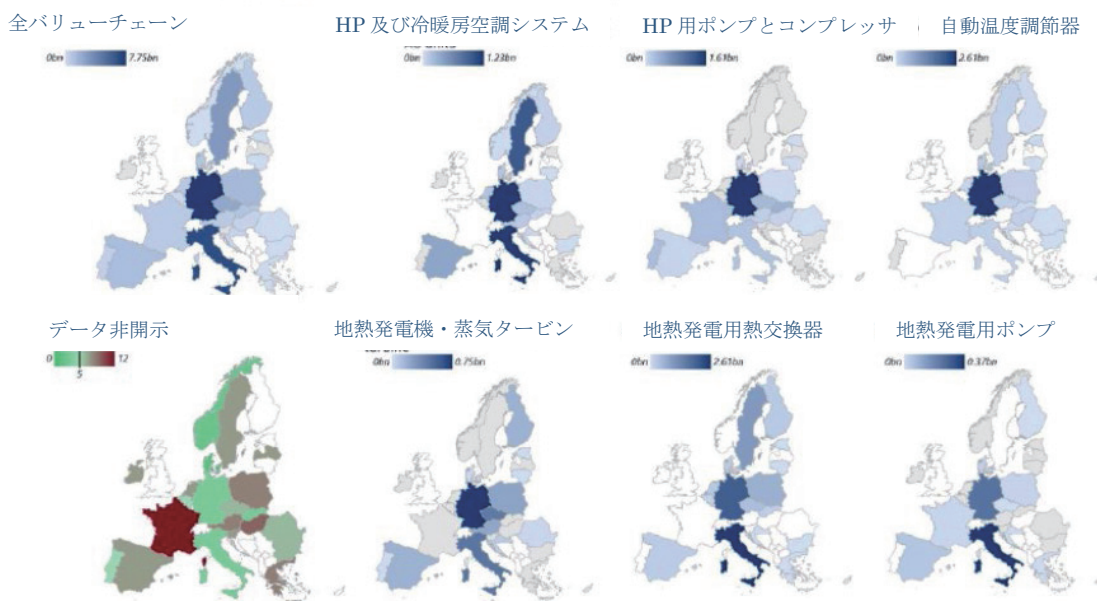 全バリューチェーン
HP 及び冷暖房空調システム
HP 用ポンプとコンプレッサ
自動温度調節器
0bn 7.75bn
0bn 1.23bn
0bn 1.61bn
0bn 2.61bn
データ非開示
地熱発電機・蒸気タービン
地熱発電用熱交換器
地熱発電用ポンプ
0 12
5
0bn 0.75bn
0bn 2.61bn
0bn 0.37bn